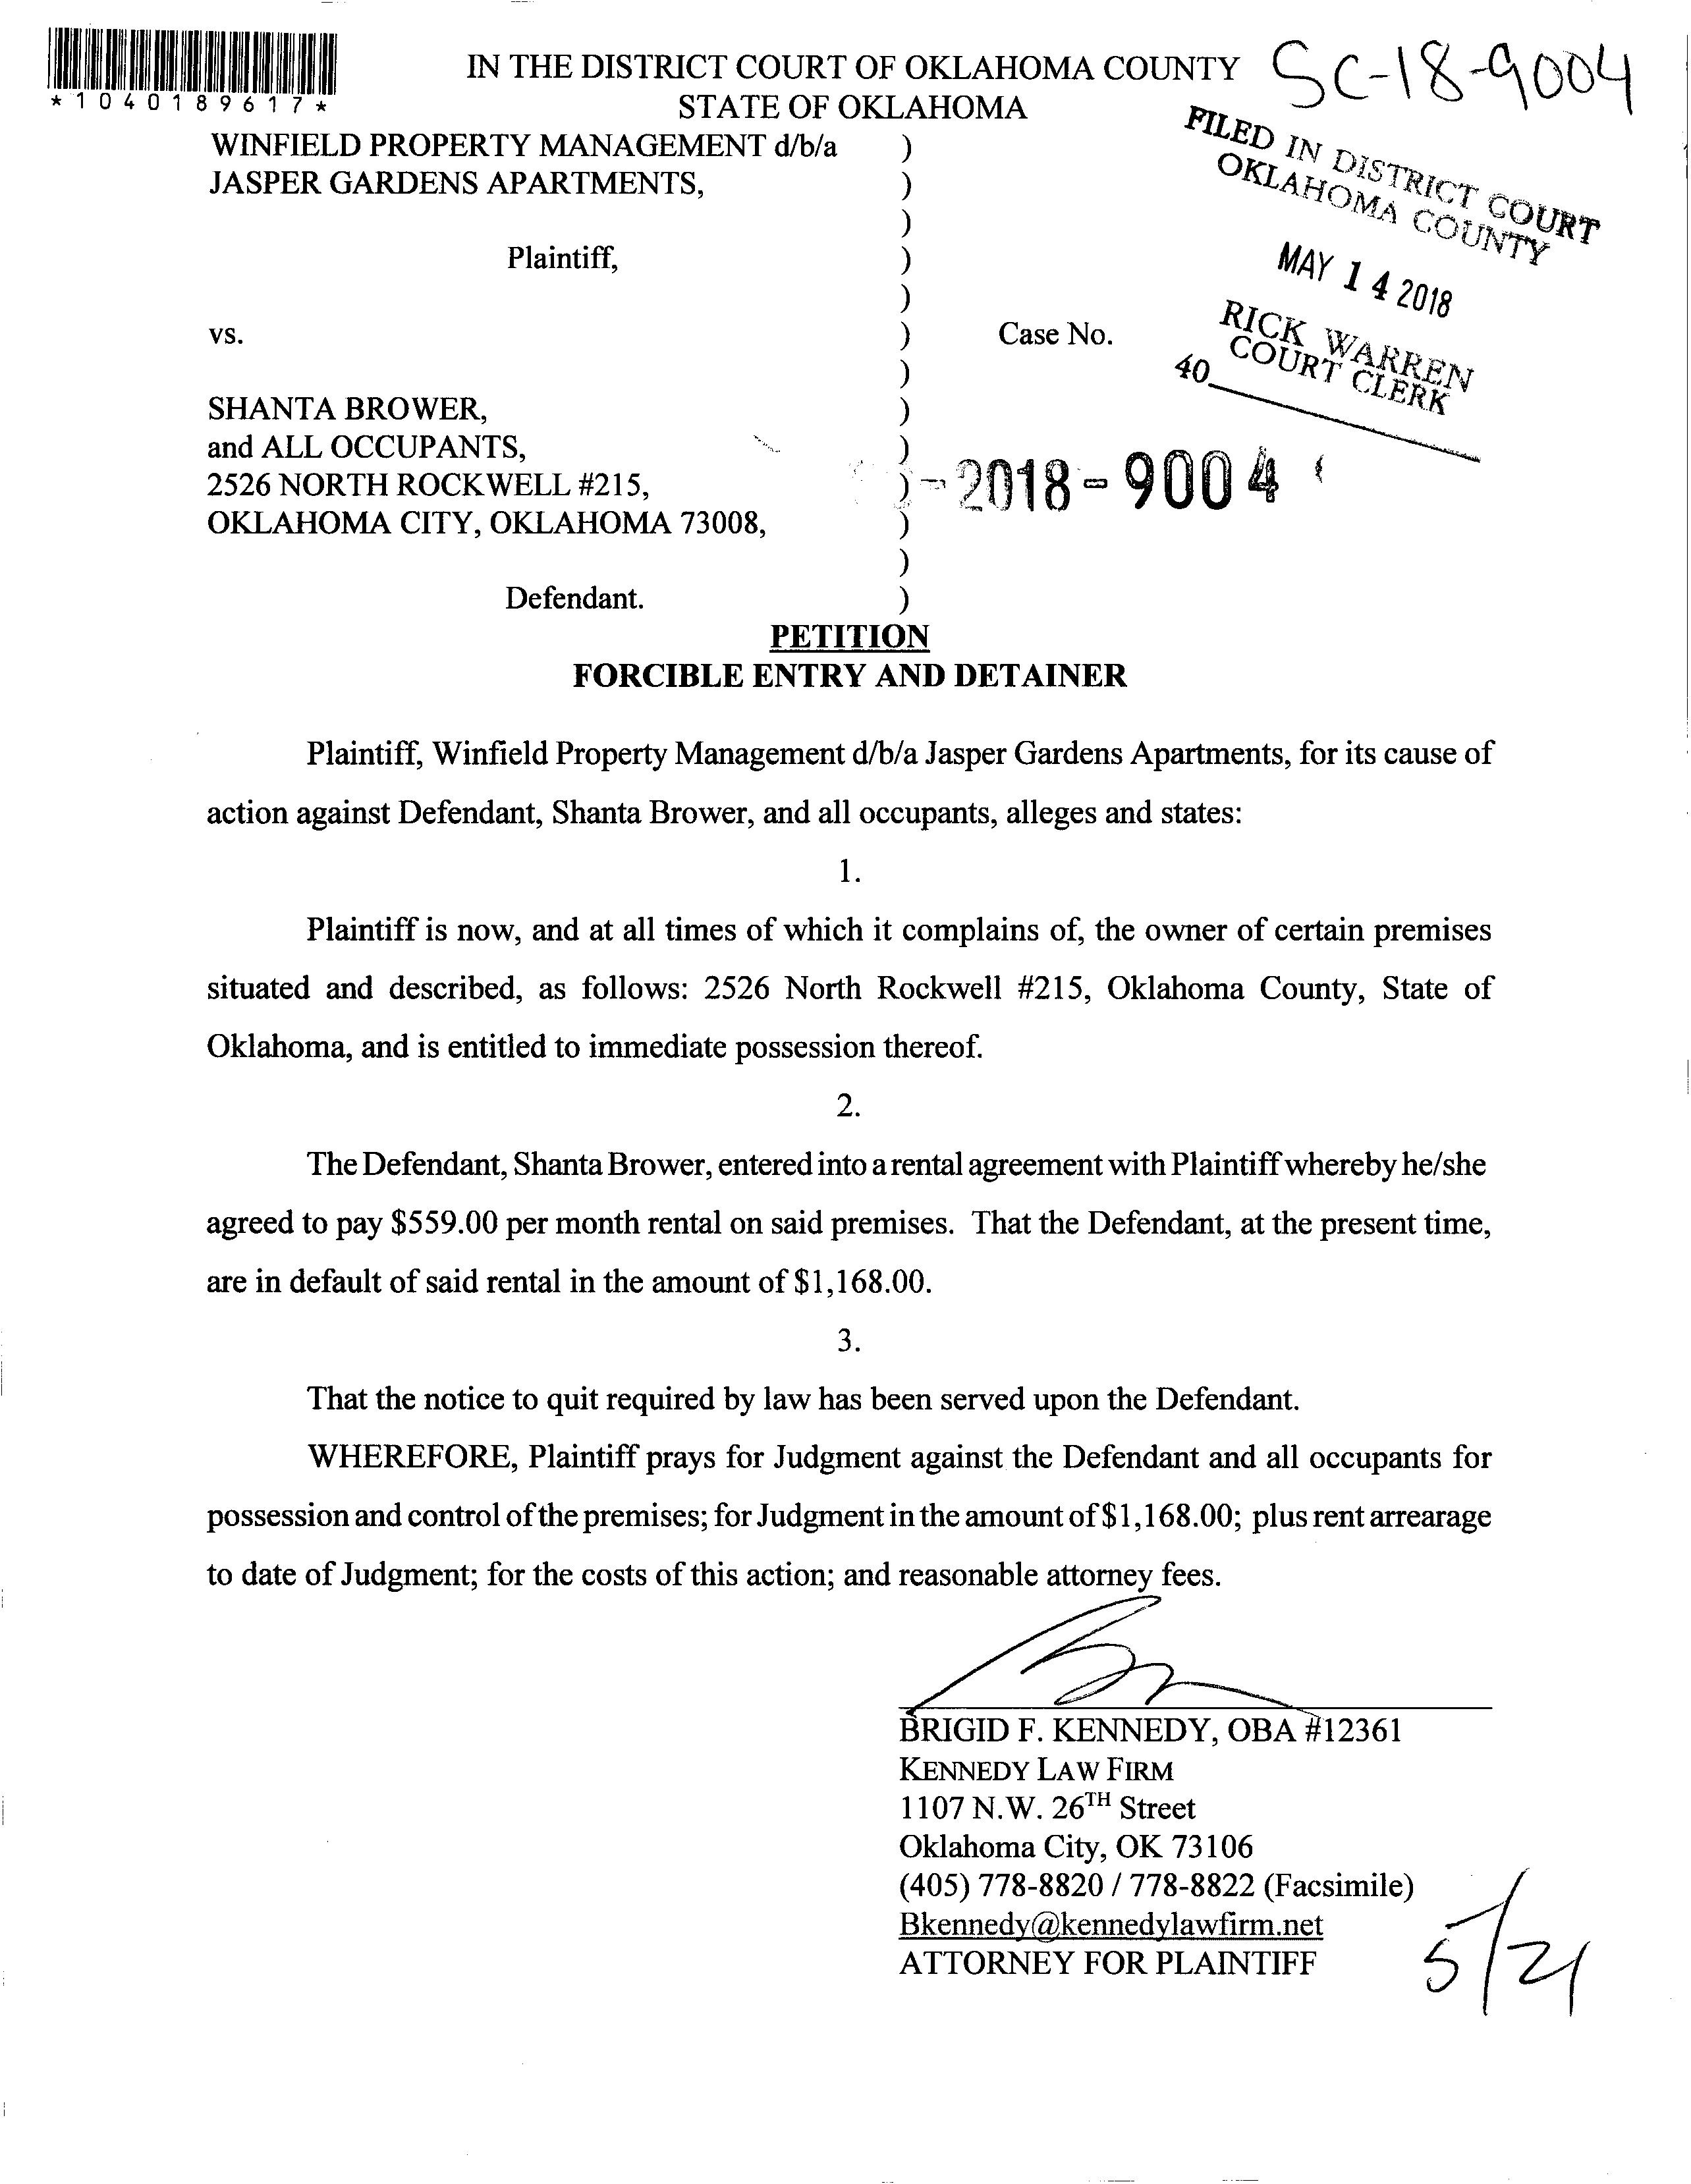 *1040189617*
IN THE DISTRICT COURT OF OKLAHOMA COUNTY
SC-18-9004
STATE OF OKLAHOMA
FILED IN DISTRICT COURT
OKLAHOMA COUNTY
MAY 14 2018
RICK WARREN
COURT CLERK
40
WINFIELD PROPERTY MANAGEMENT d/b/a )
JASPER GARDENS APARTMENTS, )
)
Plaintiff, )
)
vs. ) Case No.
)
SHANTA BROWER, )
and ALL OCCUPANTS, )
2526 NORTH ROCKWELL #215, ) -2018-9004
OKLAHOMA CITY, OKLAHOMA 73008, )
)
Defendant. )
PETITION
FORCIBLE ENTRY AND DETAINER
Plaintiff, Winfield Property Management d/b/a Jasper Gardens Apartments, for its cause of
action against Defendant, Shanta Brower, and all occupants, alleges and states:
1.
Plaintiff is now, and at all times of which it complains of, the owner of certain premises
situated and described, as follows: 2526 North Rockwell #215, Oklahoma County, State of
Oklahoma, and is entitled to immediate possession thereof.
2.
The Defendant, Shanta Brower, entered into a rental agreement with Plaintiff whereby he/she
agreed to pay $559.00 per month rental on said premises. That the Defendant, at the present time,
are in default of said rental in the amount of $1,168.00.
3.
That the notice to quit required by law has been served upon the Defendant.
WHEREFORE, Plaintiff prays for Judgment against the Defendant and all occupants for
possession and control of the premises; for Judgment in the amount of $1,168.00; plus rent arrearage
to date of Judgment; for the costs of this action; and reasonable attorney fees.
BRIGID F. KENNEDY, OBA #12361
KENNEDY LAW FIRM
1107 N.W. 26TH Street
Oklahoma City, OK 73106
(405) 778-8820 / 778-8822 (Facsimile)
Bkennedy@kennedylawfirm.net
ATTORNEY FOR PLAINTIFF
5/21